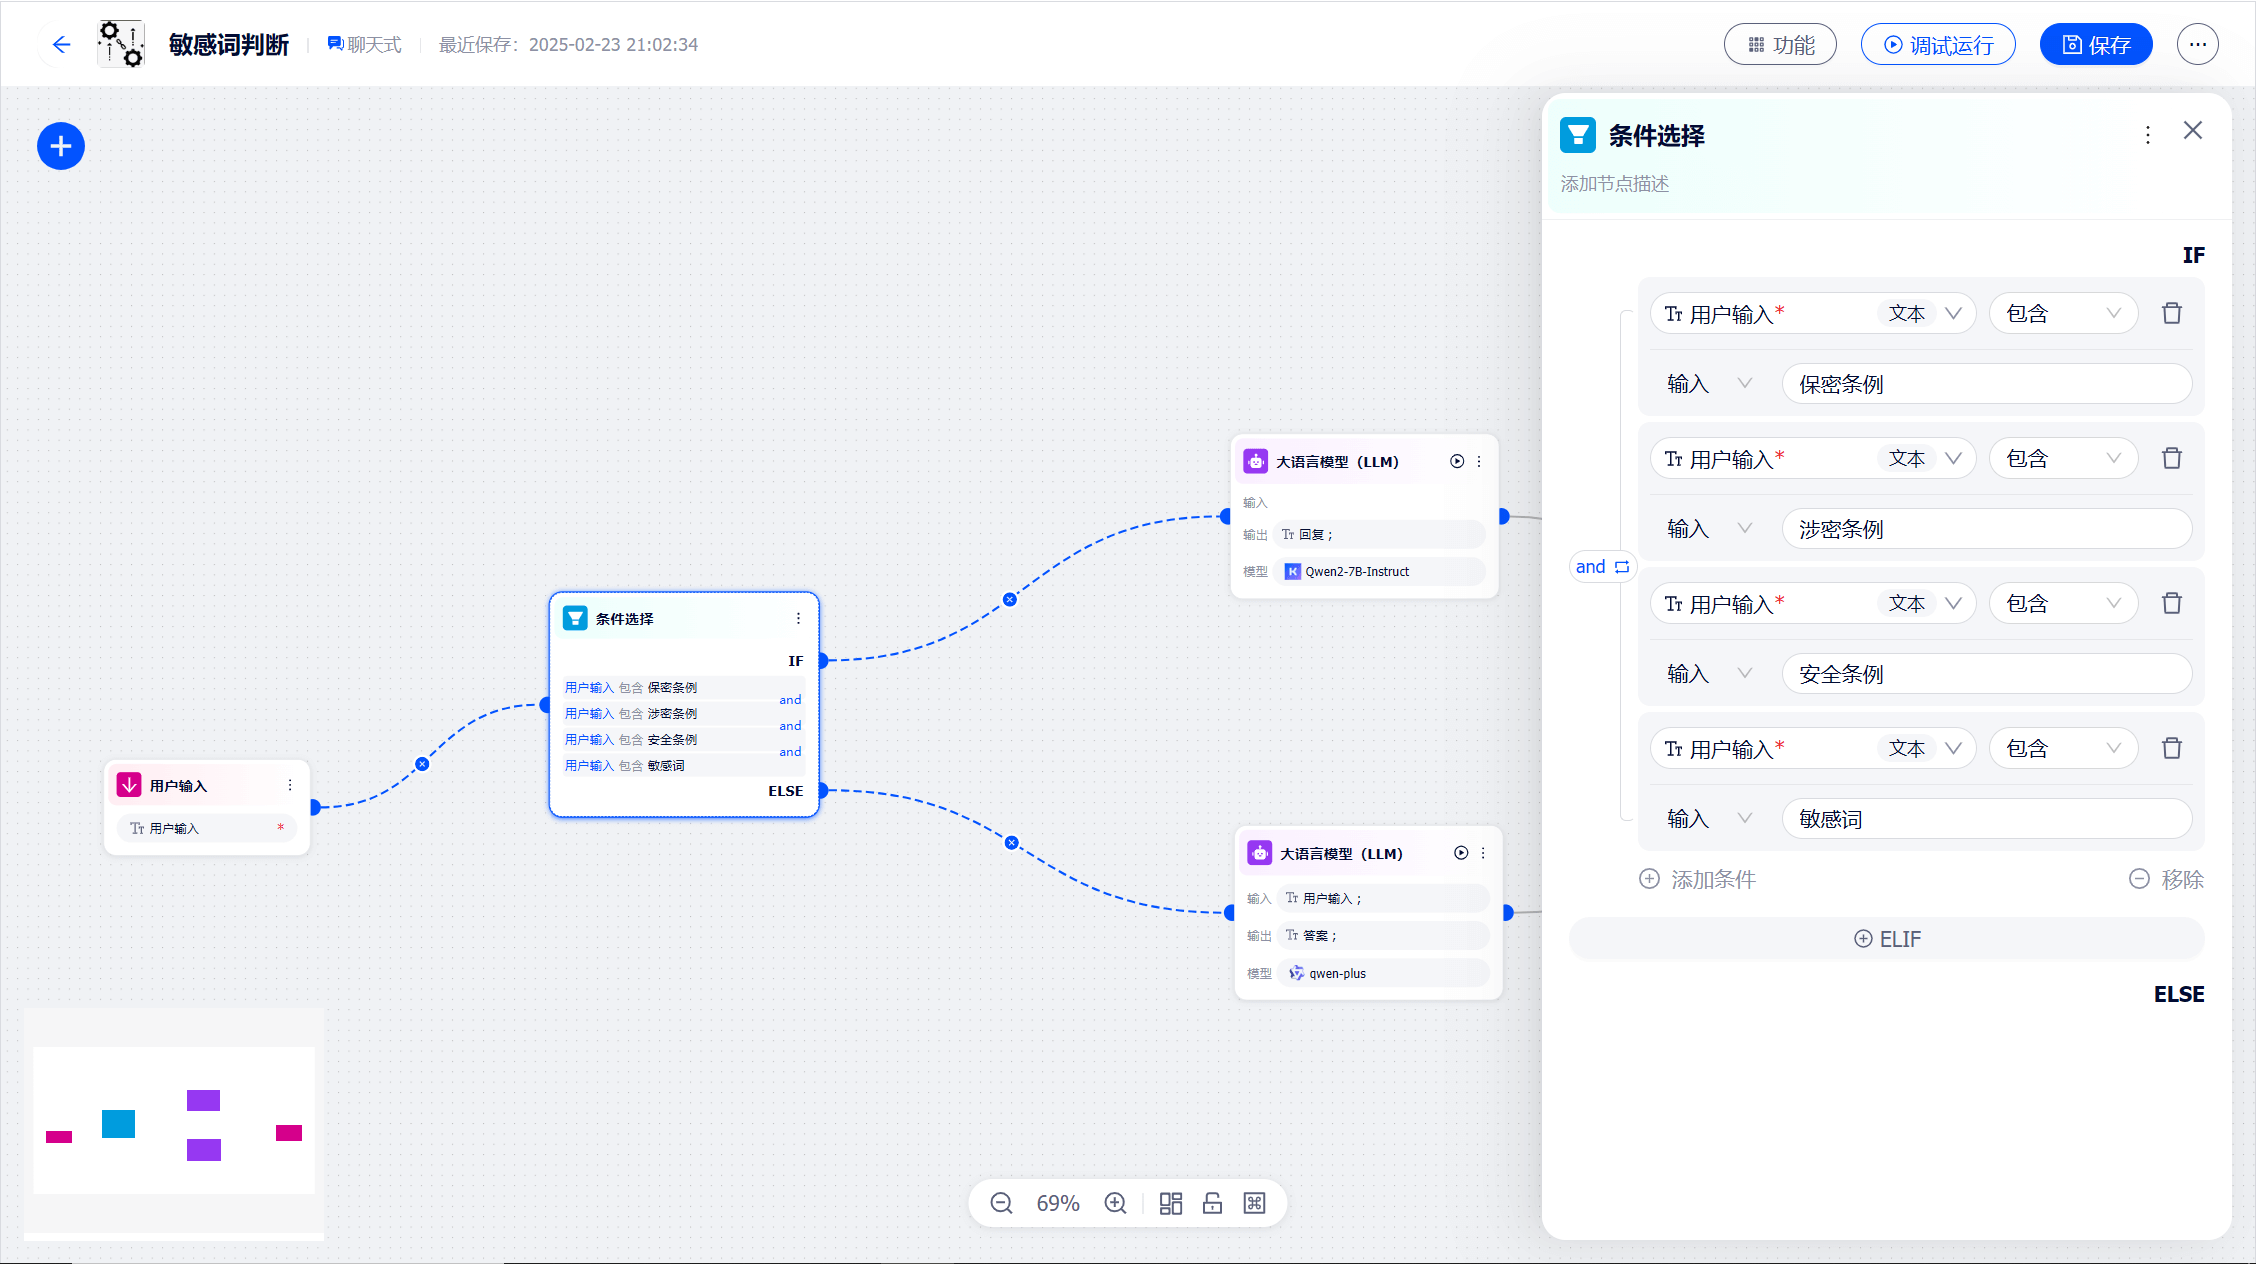 敏感词判断
聊天式
最近保存：2025-02-23 21:02:34
功能
调试运行
保存
条件选择
添加节点描述
IF
Tт 用户输入* 文本 包含
输入 保密条例
Tт 用户输入* 文本 包含
输入 涉密条例
and
Tт 用户输入* 文本 包含
输入 安全条例
Tт 用户输入* 文本 包含
输入 敏感词
添加条件 移除
ELIF
ELSE
用户输入
Tт 用户输入 *
条件选择
IF
用户输入 包含 保密条例
and
用户输入 包含 涉密条例
and
用户输入 包含 安全条例
and
用户输入 包含 敏感词
ELSE
大语言模型（LLM）
输入
输出 Tт 回复；
模型 Qwen2-7B-Instruct
大语言模型（LLM）
输入 Tт 用户输入；
输出 Tт 答案；
模型 qwen-plus
69%